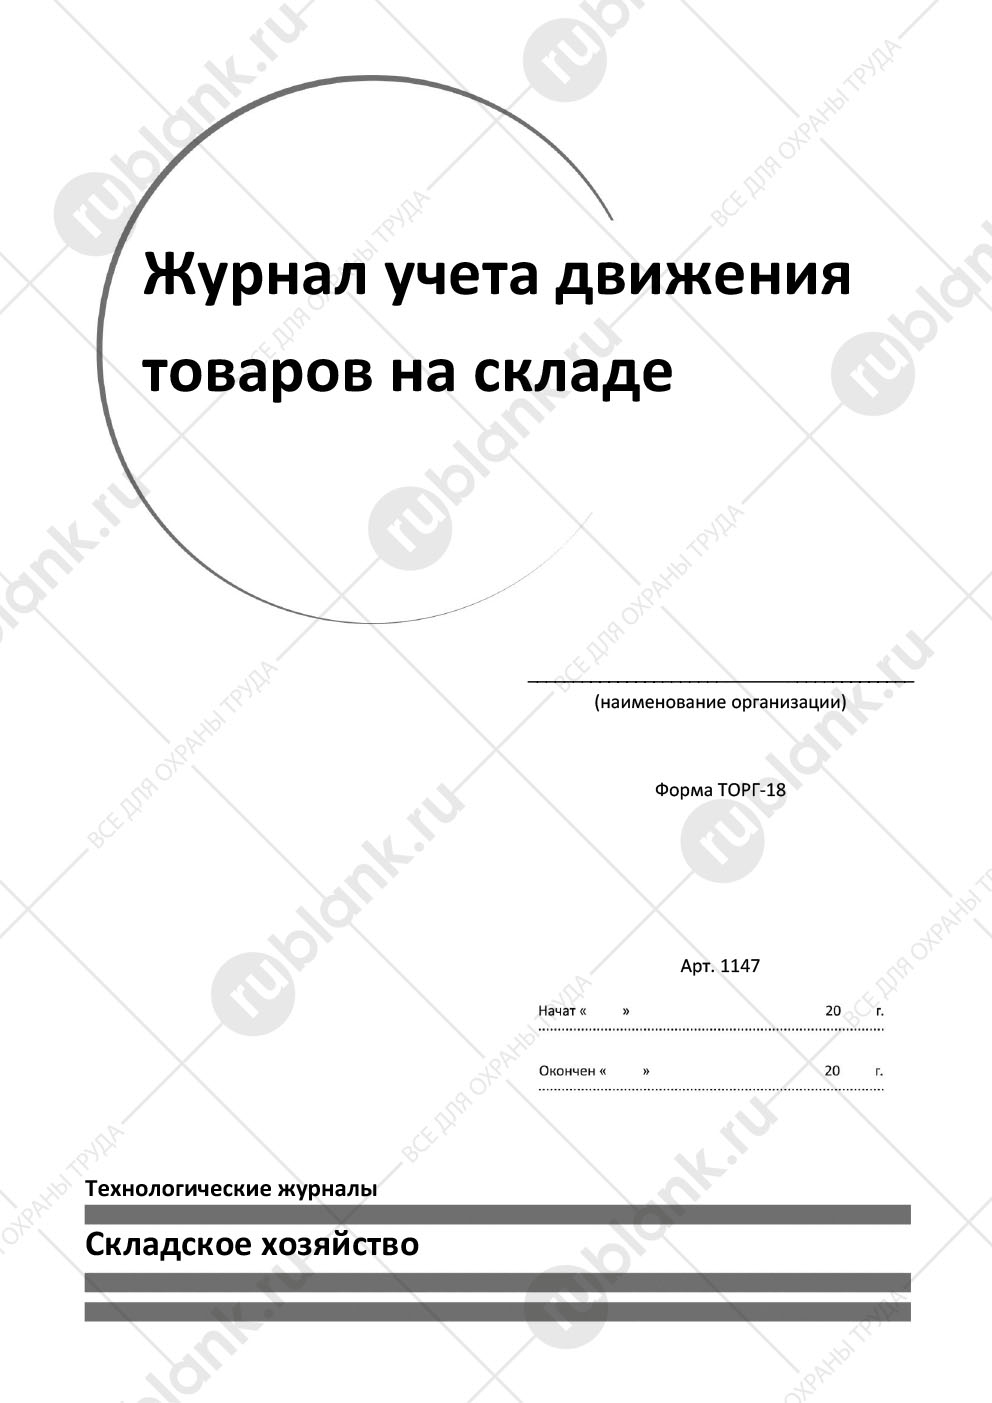 Журнал учета движения
товаров на складе
(наименование организации)
Форма ТОРГ-18
Арт. 1147
Начат « » 20 г.
Окончен « » 20 г.
Технологические журналы
Складское хозяйство
rublank.ru
ВСЕ ДЛЯ ОХРАНЫ ТРУДА